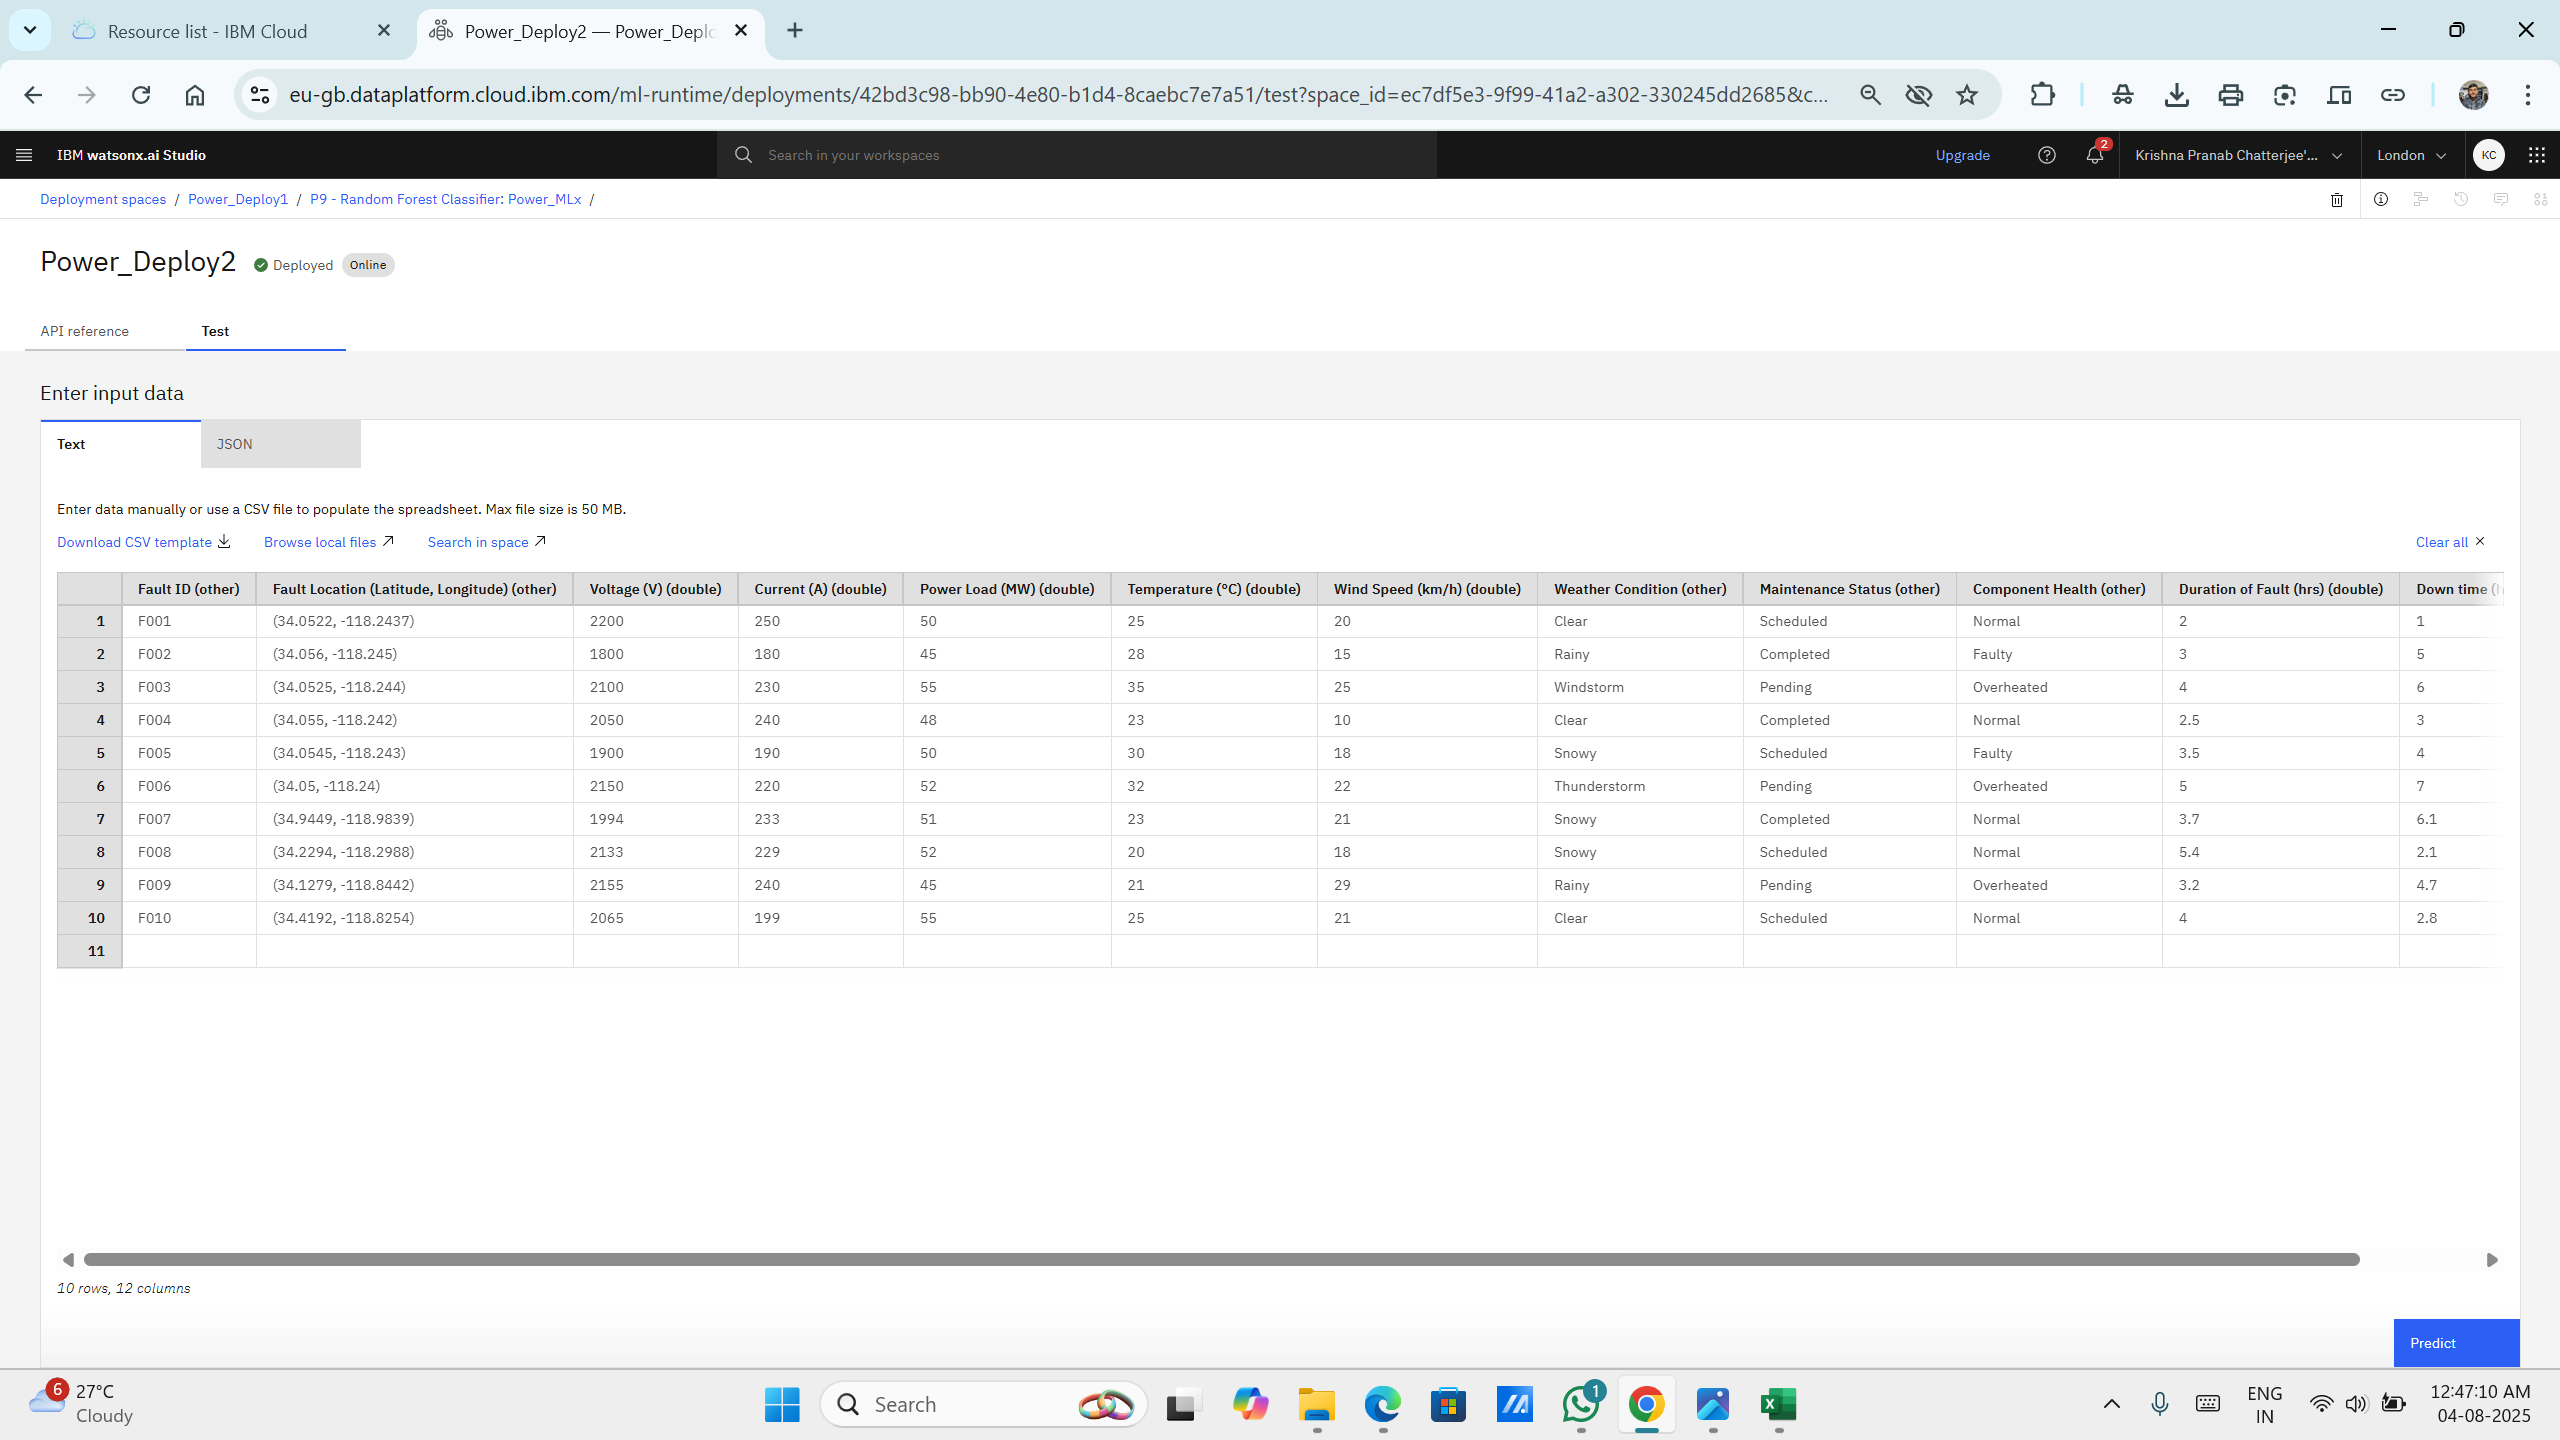 Resource list - IBM Cloud
Power_Deploy2 — Power_Deplo
eu-gb.dataplatform.cloud.ibm.com/ml-runtime/deployments/42bd3c98-bb90-4e80-b1d4-8caebc7e7a51/test?space_id=ec7df5e3-9f99-41a2-a302-330245dd2685&c...
IBM watsonx.ai Studio
Search in your workspaces
Upgrade
2
Krishna Pranab Chatterjee'...
London
KC
Deployment spaces / Power_Deploy1 / P9 - Random Forest Classifier: Power_MLx /
Power_Deploy2 Deployed Online
API reference Test
Enter input data
Text JSON
Enter data manually or use a CSV file to populate the spreadsheet. Max file size is 50 MB.
Download CSV template Browse local files Search in space Clear all
Fault ID (other) Fault Location (Latitude, Longitude) (other) Voltage (V) (double) Current (A) (double) Power Load (MW) (double) Temperature (°C) (double) Wind Speed (km/h) (double) Weather Condition (other) Maintenance Status (other) Component Health (other) Duration of Fault (hrs) (double) Down time (h
1 F001 (34.0522, -118.2437) 2200 250 50 25 20 Clear Scheduled Normal 2 1
2 F002 (34.056, -118.245) 1800 180 45 28 15 Rainy Completed Faulty 3 5
3 F003 (34.0525, -118.244) 2100 230 55 35 25 Windstorm Pending Overheated 4 6
4 F004 (34.055, -118.242) 2050 240 48 23 10 Clear Completed Normal 2.5 3
5 F005 (34.0545, -118.243) 1900 190 50 30 18 Snowy Scheduled Faulty 3.5 4
6 F006 (34.05, -118.24) 2150 220 52 32 22 Thunderstorm Pending Overheated 5 7
7 F007 (34.9449, -118.9839) 1994 233 51 23 21 Snowy Completed Normal 3.7 6.1
8 F008 (34.2294, -118.2988) 2133 229 52 20 18 Snowy Scheduled Normal 5.4 2.1
9 F009 (34.1279, -118.8442) 2155 240 45 21 29 Rainy Pending Overheated 3.2 4.7
10 F010 (34.4192, -118.8254) 2065 199 55 25 21 Clear Scheduled Normal 4 2.8
11
10 rows, 12 columns
Predict
6
27°C
Cloudy
Search
1
ENG
IN
12:47:10 AM
04-08-2025